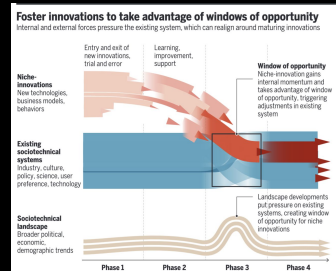 Foster innovations to take advantage of windows of opportunity
Internal and external forces pressure the existing system, which can realign around maturing innovations
Entry and exit of
new innovations,
trial and error
Learning,
improvement,
support
Niche-
innovations
New technologies,
business models,
behaviors
Window of opportunity
Niche-innovation gains
internal momentum and
takes advantage of window
of opportunity, triggering
adjustments in existing
system
Existing
sociotechnical
systems
Industry, culture,
policy, science, user
preference, technology
Landscape developments
put pressure on existing
systems, creating window
of opportunity for niche
innovations
Sociotechnical
landscape
Broader political,
economic,
demographic trends
Phase 1
Phase 2
Phase 3
Phase 4